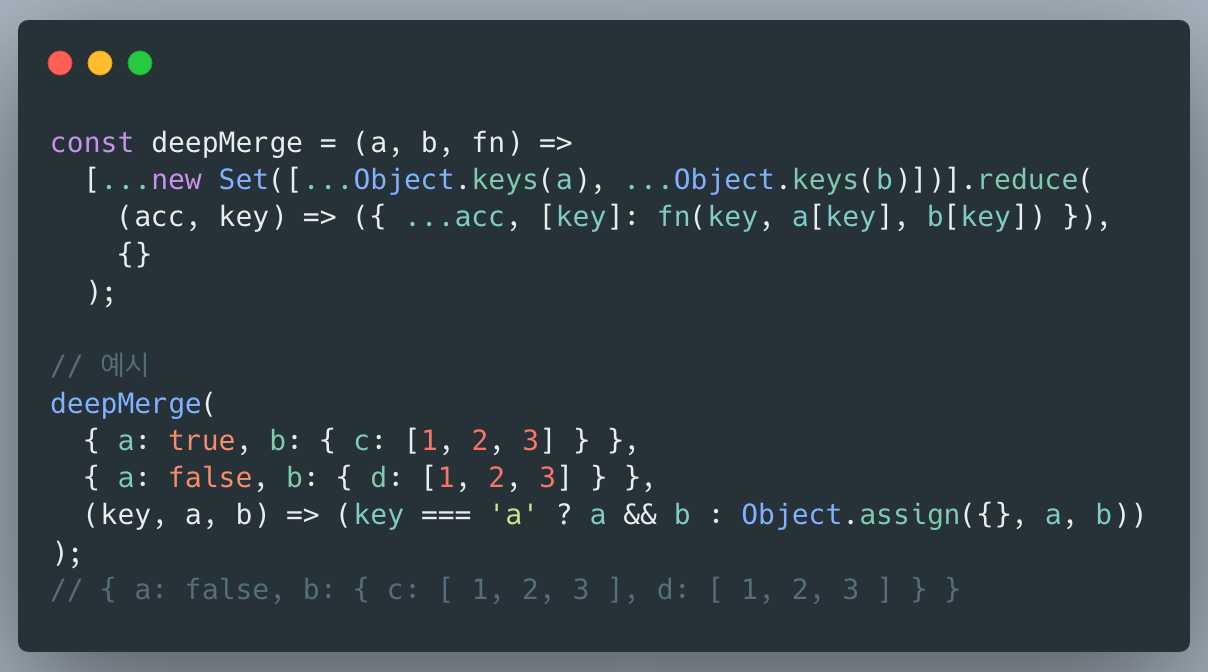 const deepMerge = (a, b, fn) =>
  [...new Set([...Object.keys(a), ...Object.keys(b)])].reduce(
    (acc, key) => ({ ...acc, [key]: fn(key, a[key], b[key]) }),
    {}
  );

// 예시
deepMerge(
  { a: true, b: { c: [1, 2, 3] } },
  { a: false, b: { d: [1, 2, 3] } },
  (key, a, b) => (key === 'a' ? a && b : Object.assign({}, a, b))
);
// { a: false, b: { c: [ 1, 2, 3 ], d: [ 1, 2, 3 ] } }